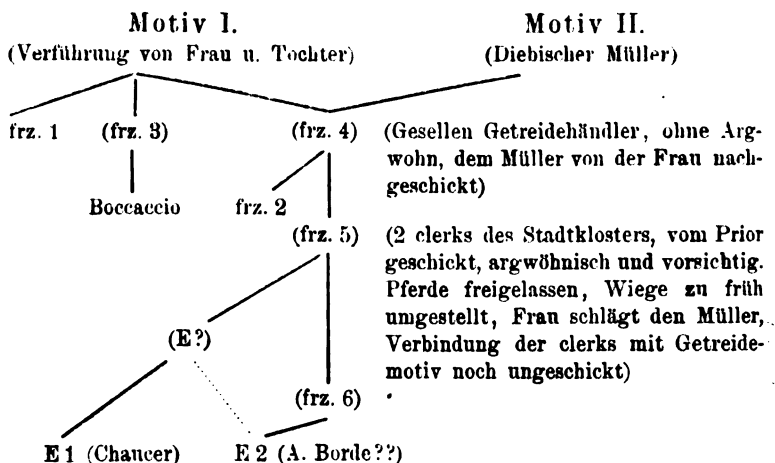 Motiv I. Motiv II.
(Verführung von Frau u. Tochter) (Diebischer Müller)
frz. 1 (frz. 3) (frz. 4) (Gesellen Getreidehändler, ohne Arg-
wohn, dem Müller von der Frau nach-
geschickt)
Boccaccio frz. 2
(frz. 5) (2 clerks des Stadtklosters, vom Prior
geschickt, argwöhnisch und vorsichtig.
Pferde freigelassen, Wiege zu früh
umgestellt, Frau schlägt den Müller,
(E?) Verbindung der clerks mit Getreide-
motiv noch ungeschickt)
(frz. 6)
E 1 (Chaucer) E 2 (A. Borde??)